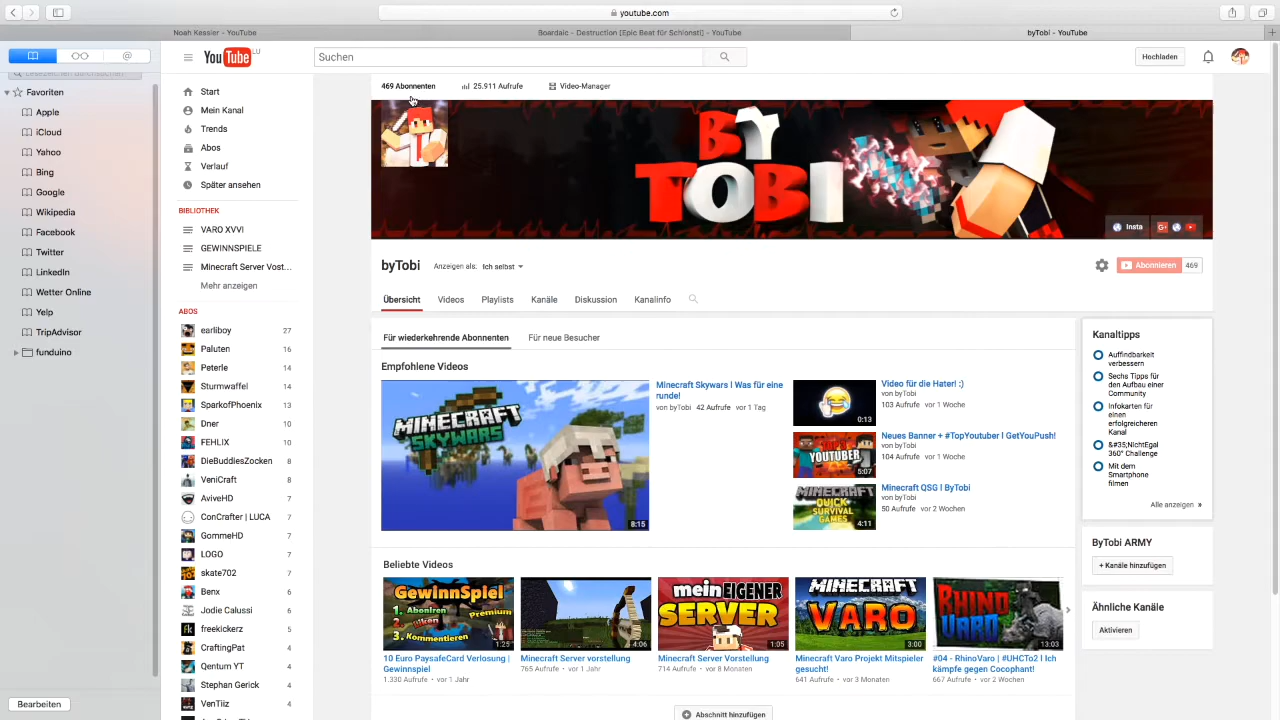 youtube.com
Noah Kessler - YouTube
Boardaic - Destruction [Epic Beat für Schionsti] - YouTube
byTobi - YouTube
YouTube LU
Suchen
Hochladen
Favoriten
Apple
iCloud
Yahoo
Bing
Google
Wikipedia
Facebook
Twitter
LinkedIn
Wetter Online
Yelp
TripAdvisor
funduino
Bearbeiten
Start
Mein Kanal
Trends
Abos
Verlauf
Später ansehen
BIBLIOTHEK
VARO XVVI
GEWINNSPIELE
Minecraft Server Vost...
Mehr anzeigen
ABOS
earliboy 27
Paluten 16
Peterle 14
Sturmwaffel 14
SparkofPhoenix 13
Dner 10
FEHLIX 10
DieBuddiesZocken 8
VeniCraft 8
AviveHD 7
ConCrafter | LUCA 7
GommeHD 7
LOGO 7
skate702 7
Benx 6
Jodie Calussi 6
freekickerz 5
CraftingPat 4
Qentum YT 4
Stephan Gerick 4
VenTiiz 4
469 Abonnenten
25.911 Aufrufe
Video-Manager
BY
TOBI
Insta
byTobi
Anzeigen als: Ich selbst
Abonnieren 469
Übersicht Videos Playlists Kanäle Diskussion Kanalinfo
Für wiederkehrende Abonnenten
Für neue Besucher
Empfohlene Videos
MINECRAFT
SKYWARS
8:15
Minecraft Skywars I Was für eine
runde!
von byTobi 42 Aufrufe vor 1 Tag
0:13
Video für die Hater! :)
von byTobi
103 Aufrufe vor 1 Woche
YOUTUBER
5:07
Neues Banner + #TopYoutuber I GetYouPush!
von byTobi
104 Aufrufe vor 1 Woche
MINECRAFT
QUICK
SURVIVAL
GAMES
4:11
Minecraft QSG I ByTobi
von byTobi
50 Aufrufe vor 2 Wochen
Beliebte Videos
GewinnSpiel
1. Aboniren
2. Liken
3. Kommentieren
Premium
1:25
10 Euro PaysafeCard Verlosung |
Gewinnspiel
1.330 Aufrufe • vor 1 Jahr
4:06
Minecraft Server vorstellung
765 Aufrufe • vor 1 Jahr
mein EIGENER
SERVER
1:05
Minecraft Server Vorstellung
714 Aufrufe • vor 8 Monaten
MINECRAFT
VARO
3:00
Minecraft Varo Projekt Mitspieler
gesucht!
641 Aufrufe • vor 3 Monaten
RHINO
VARO
13:03
#04 - RhinoVaro | #UHCTo2 I Ich
kämpfe gegen Cocophant!
667 Aufrufe • vor 2 Wochen
Abschnitt hinzufügen
Kanaltipps
Auffindbarkeit
verbessern
Sechs Tipps für
den Aufbau einer
Community
Infokarten für
einen
erfolgreicheren
Kanal
&#35;NichtEgal
360° Challenge
Mit dem
Smartphone
filmen
Alle anzeigen »
ByTobi ARMY
+ Kanäle hinzufügen
Ähnliche Kanäle
Aktivieren